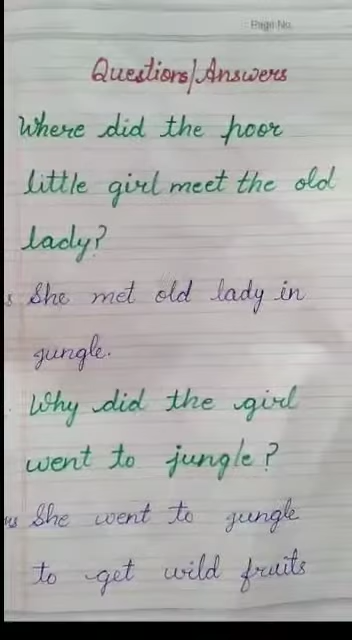 Page No.
Questions/Answers
Where did the poor
little girl meet the old
lady?
s She met old lady in
jungle.
Why did the girl
went to jungle?
ns She went to jungle
to get wild fruits